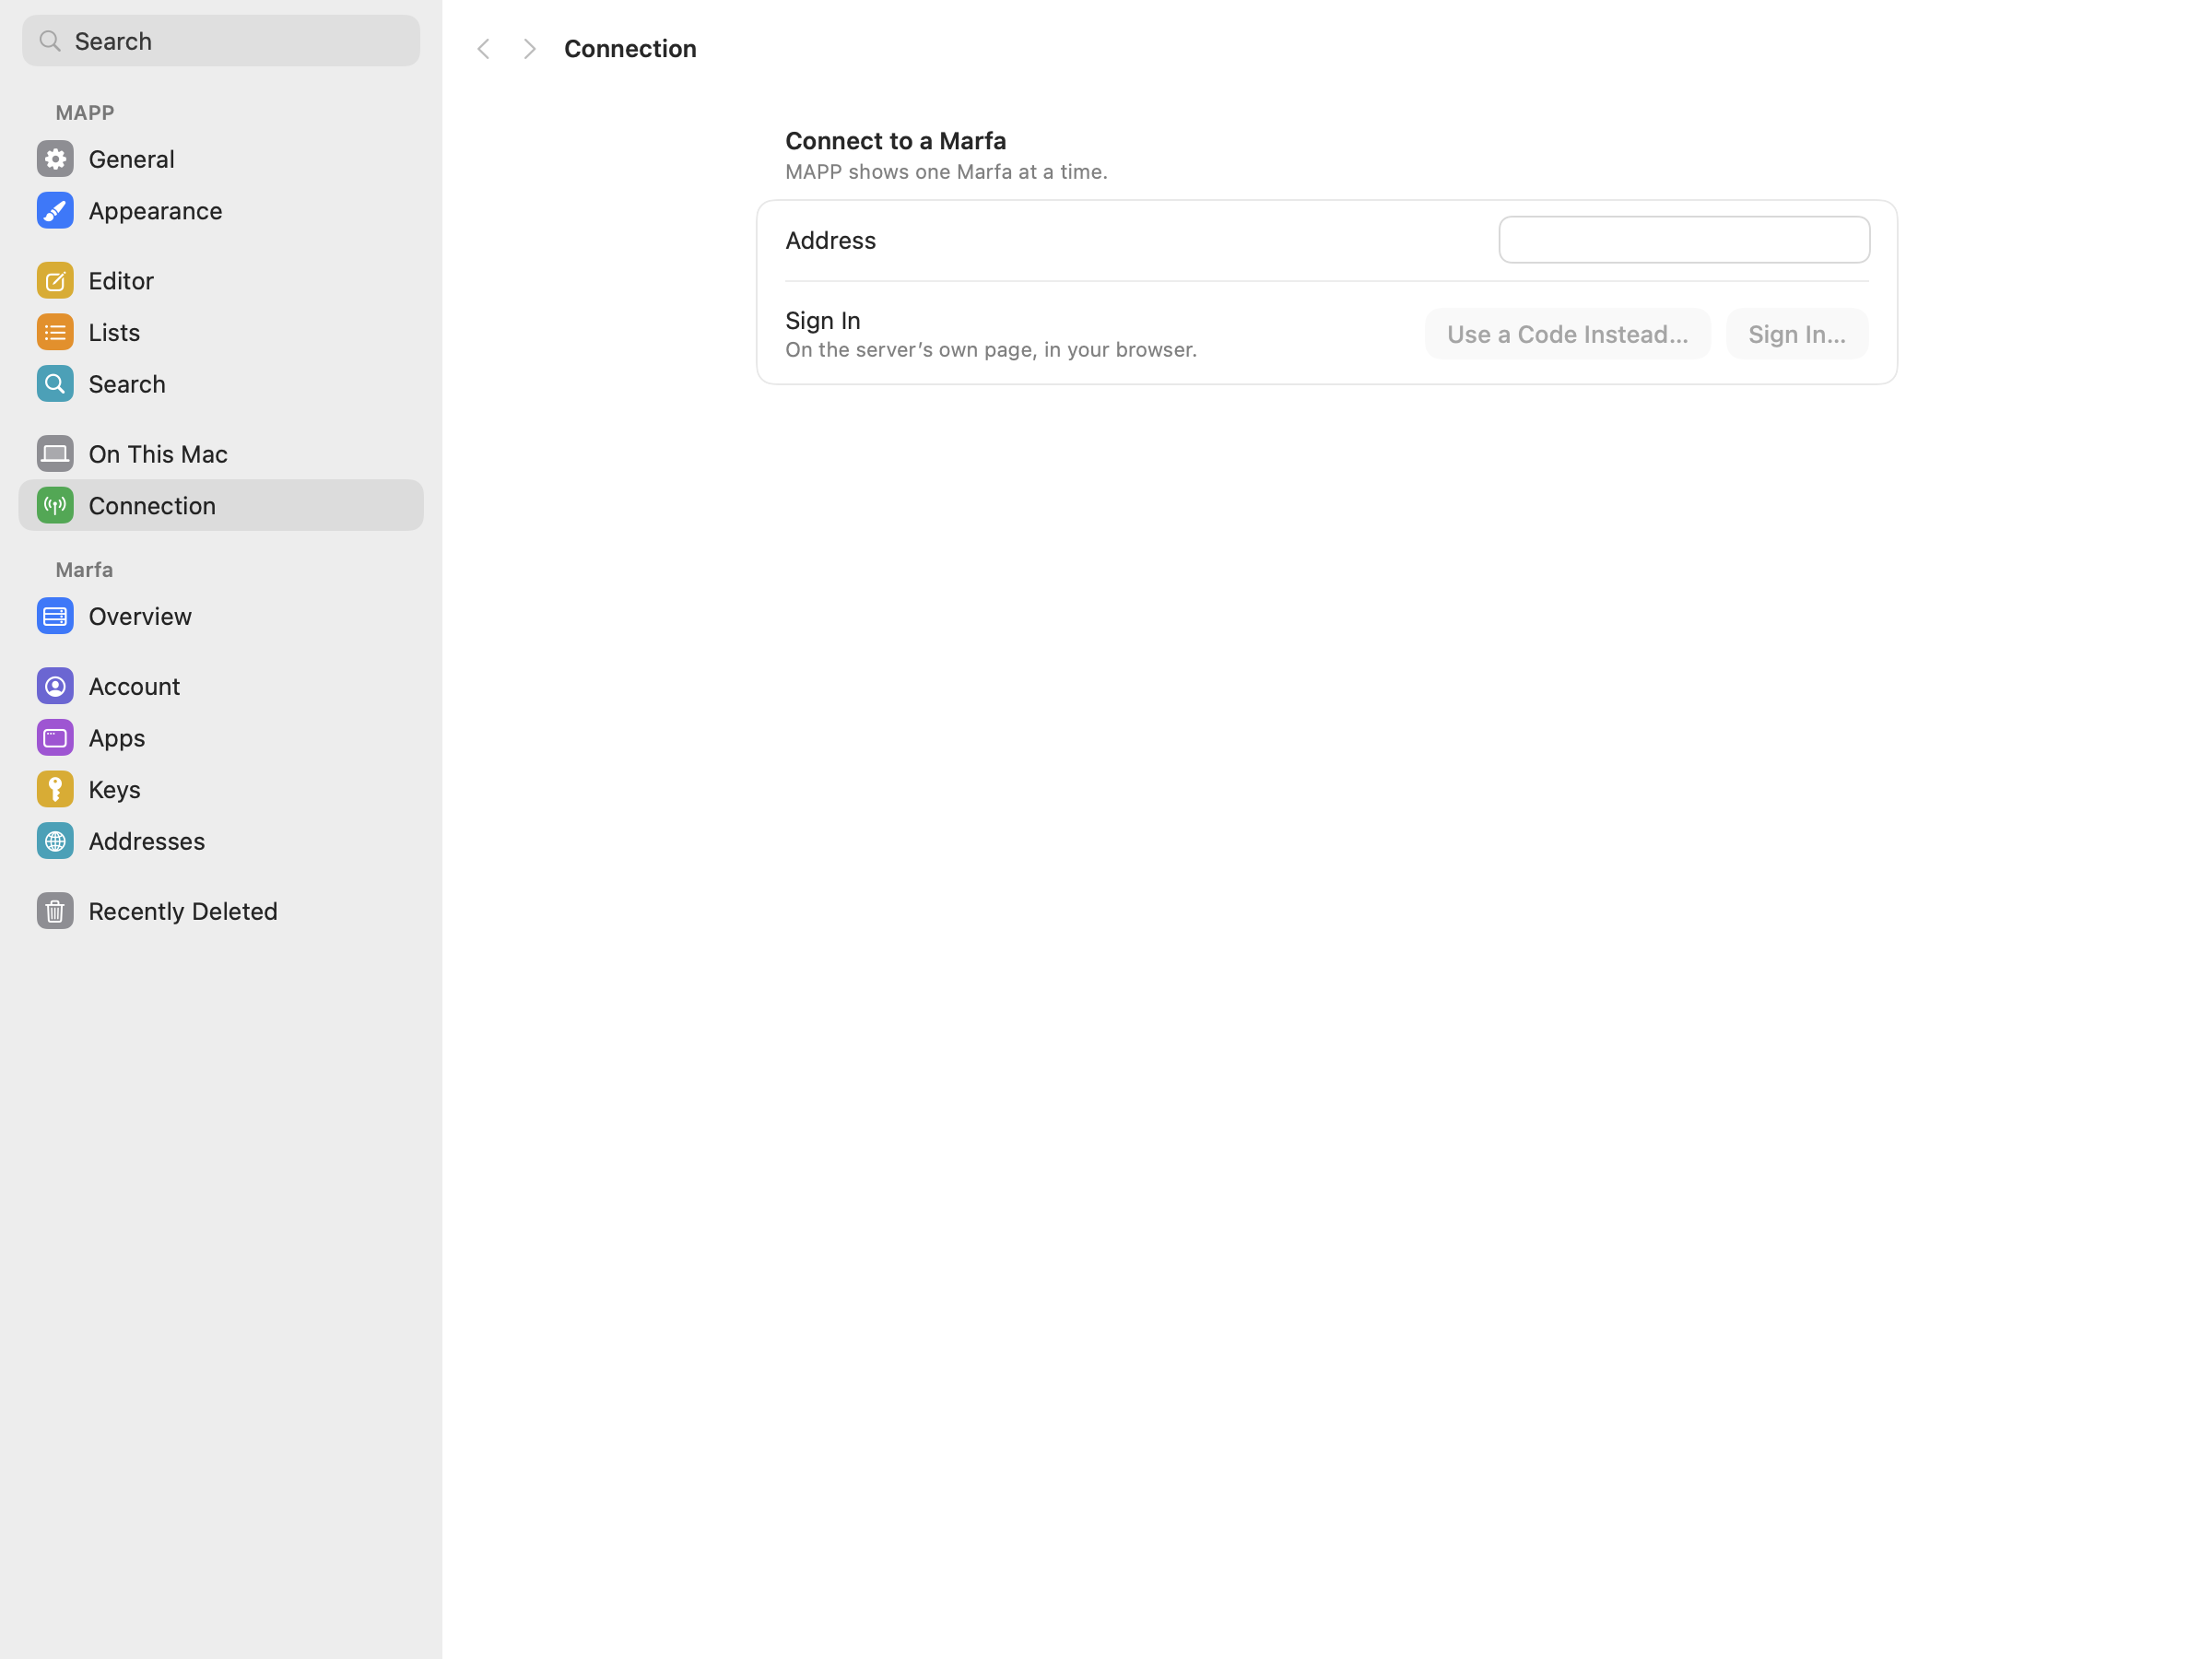 Search
MAPP
General
Appearance
Editor
Lists
Search
On This Mac
Connection
Marfa
Overview
Account
Apps
Keys
Addresses
Recently Deleted
Connection
Connect to a Marfa
MAPP shows one Marfa at a time.
Address
Sign In
On the server’s own page, in your browser.
Use a Code Instead…
Sign In…